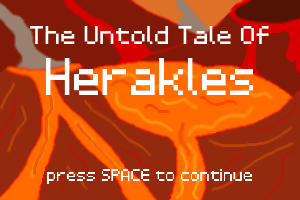 The Untold Tale Of
Herakles
press SPACE to continue